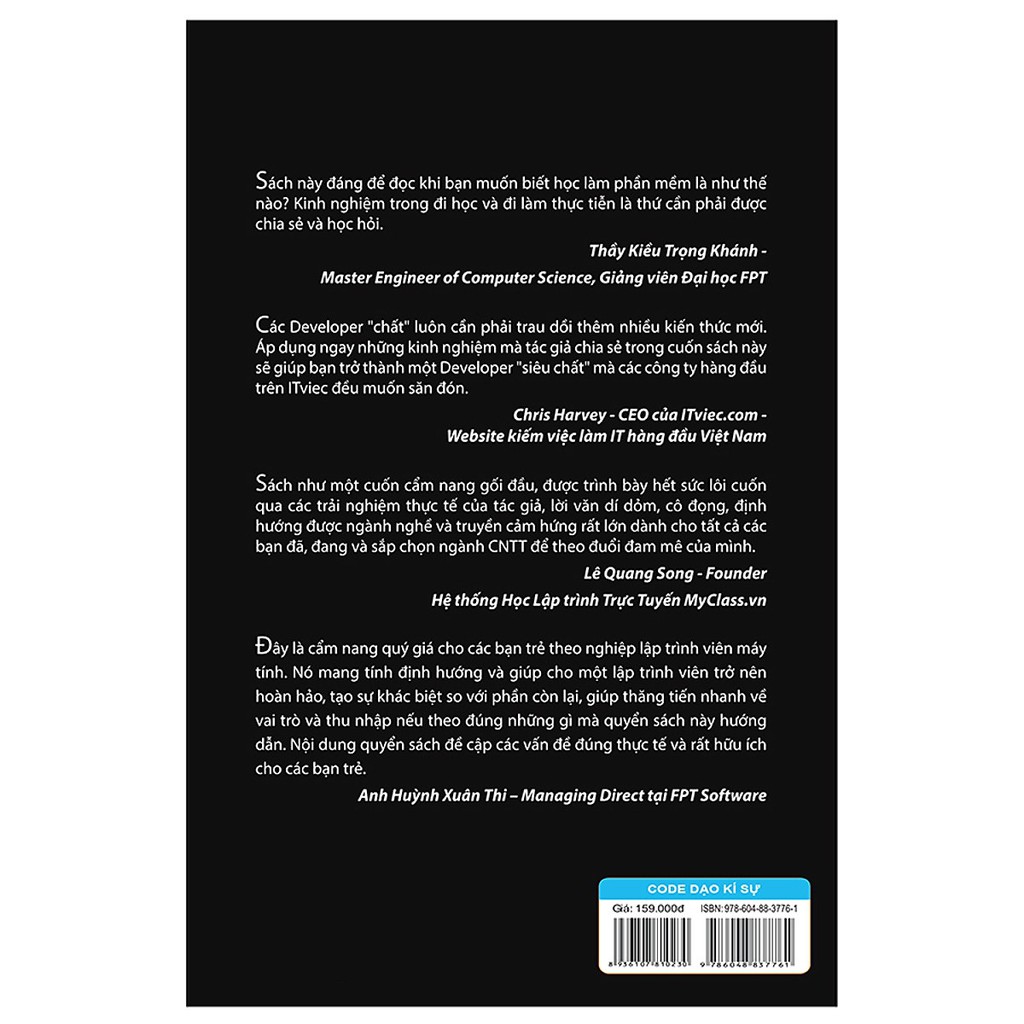 Sách này đáng để đọc khi bạn muốn biết học làm phần mềm là như thế
nào? Kinh nghiệm trong đi học và đi làm thực tiễn là thứ cần phải được
chia sẻ và học hỏi.
Thầy Kiều Trọng Khánh -
Master Engineer of Computer Science, Giảng viên Đại học FPT
Các Developer "chất" luôn cần phải trau dồi thêm nhiều kiến thức mới.
Áp dụng ngay những kinh nghiệm mà tác giả chia sẻ trong cuốn sách này
sẽ giúp bạn trở thành một Developer "siêu chất" mà các công ty hàng đầu
trên ITviec đều muốn săn đón.
Chris Harvey - CEO của ITviec.com -
Website kiếm việc làm IT hàng đầu Việt Nam
Sách như một cuốn cẩm nang gối đầu, được trình bày hết sức lôi cuốn
qua các trải nghiệm thực tế của tác giả, lời văn dí dỏm, cô đọng, định
hướng được ngành nghề và truyền cảm hứng rất lớn dành cho tất cả các
bạn đã, đang và sắp chọn ngành CNTT để theo đuổi đam mê của mình.
Lê Quang Song - Founder
Hệ thống Học Lập trình Trực Tuyến MyClass.vn
Đây là cẩm nang quý giá cho các bạn trẻ theo nghiệp lập trình viên máy
tính. Nó mang tính định hướng và giúp cho một lập trình viên trở nên
hoàn hảo, tạo sự khác biệt so với phần còn lại, giúp thăng tiến nhanh về
vai trò và thu nhập nếu theo đúng những gì mà quyển sách này hướng
dẫn. Nội dung quyển sách đề cập các vấn đề đúng thực tế và rất hữu ích
cho các bạn trẻ.
Anh Huỳnh Xuân Thi – Managing Direct tại FPT Software
CODE DẠO KÍ SỰ
Giá: 159.000đ ISBN: 978-604-88-3776-1
8 936107 810230 9 786048 837761